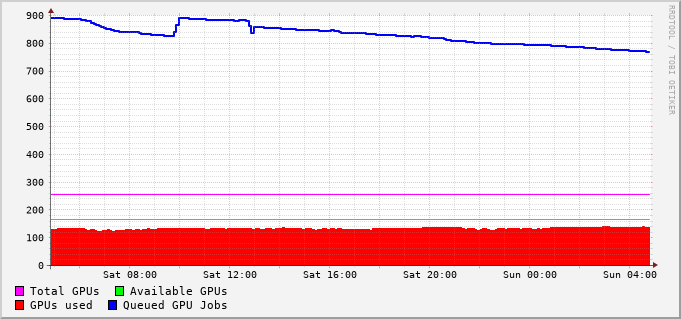 900
800
700
600
500
400
300
200
100
0
Sat 08:00 Sat 12:00 Sat 16:00 Sat 20:00 Sun 00:00 Sun 04:00
Total GPUs Available GPUs
GPUs used Queued GPU Jobs
RRDTOOL / TOBI OETIKER